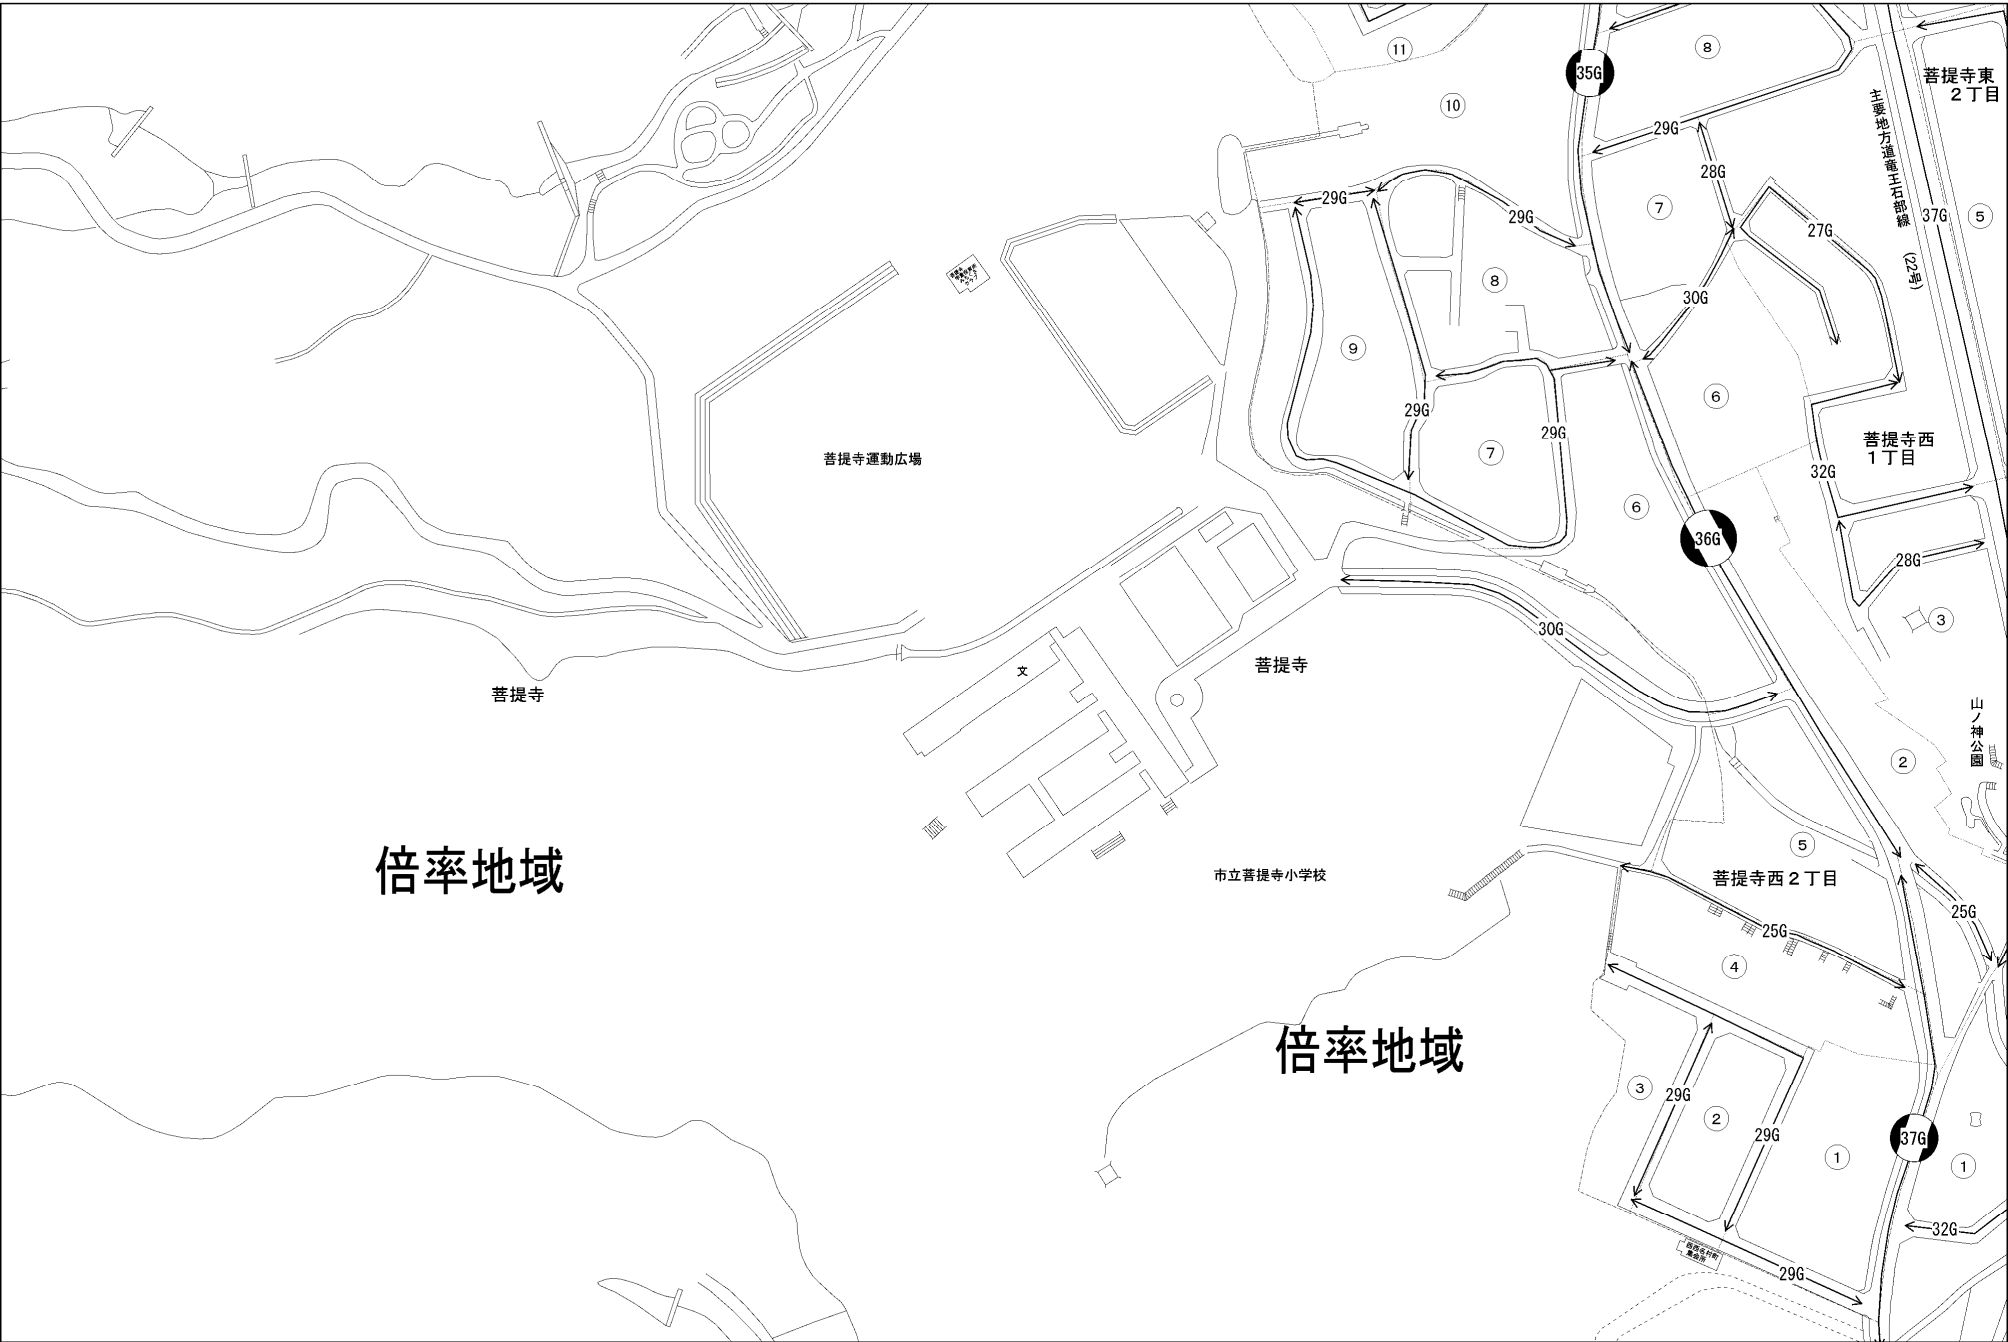 11
35G
8
菩提寺東
２丁目
10
主要地方道竜王石部線 (22号)
29G
28G
29G
29G
7
37G
5
27G
8
30G
9
6
29G
29G
7
菩提寺西
１丁目
32G
菩提寺運動広場
6
36G
28G
3
30G
文
菩提寺
菩提寺
山ノ神公園
2
5
倍率地域
市立菩提寺小学校
菩提寺西２丁目
25G
25G
4
倍率地域
3
29G
2
29G
1
37G
1
32G
29G